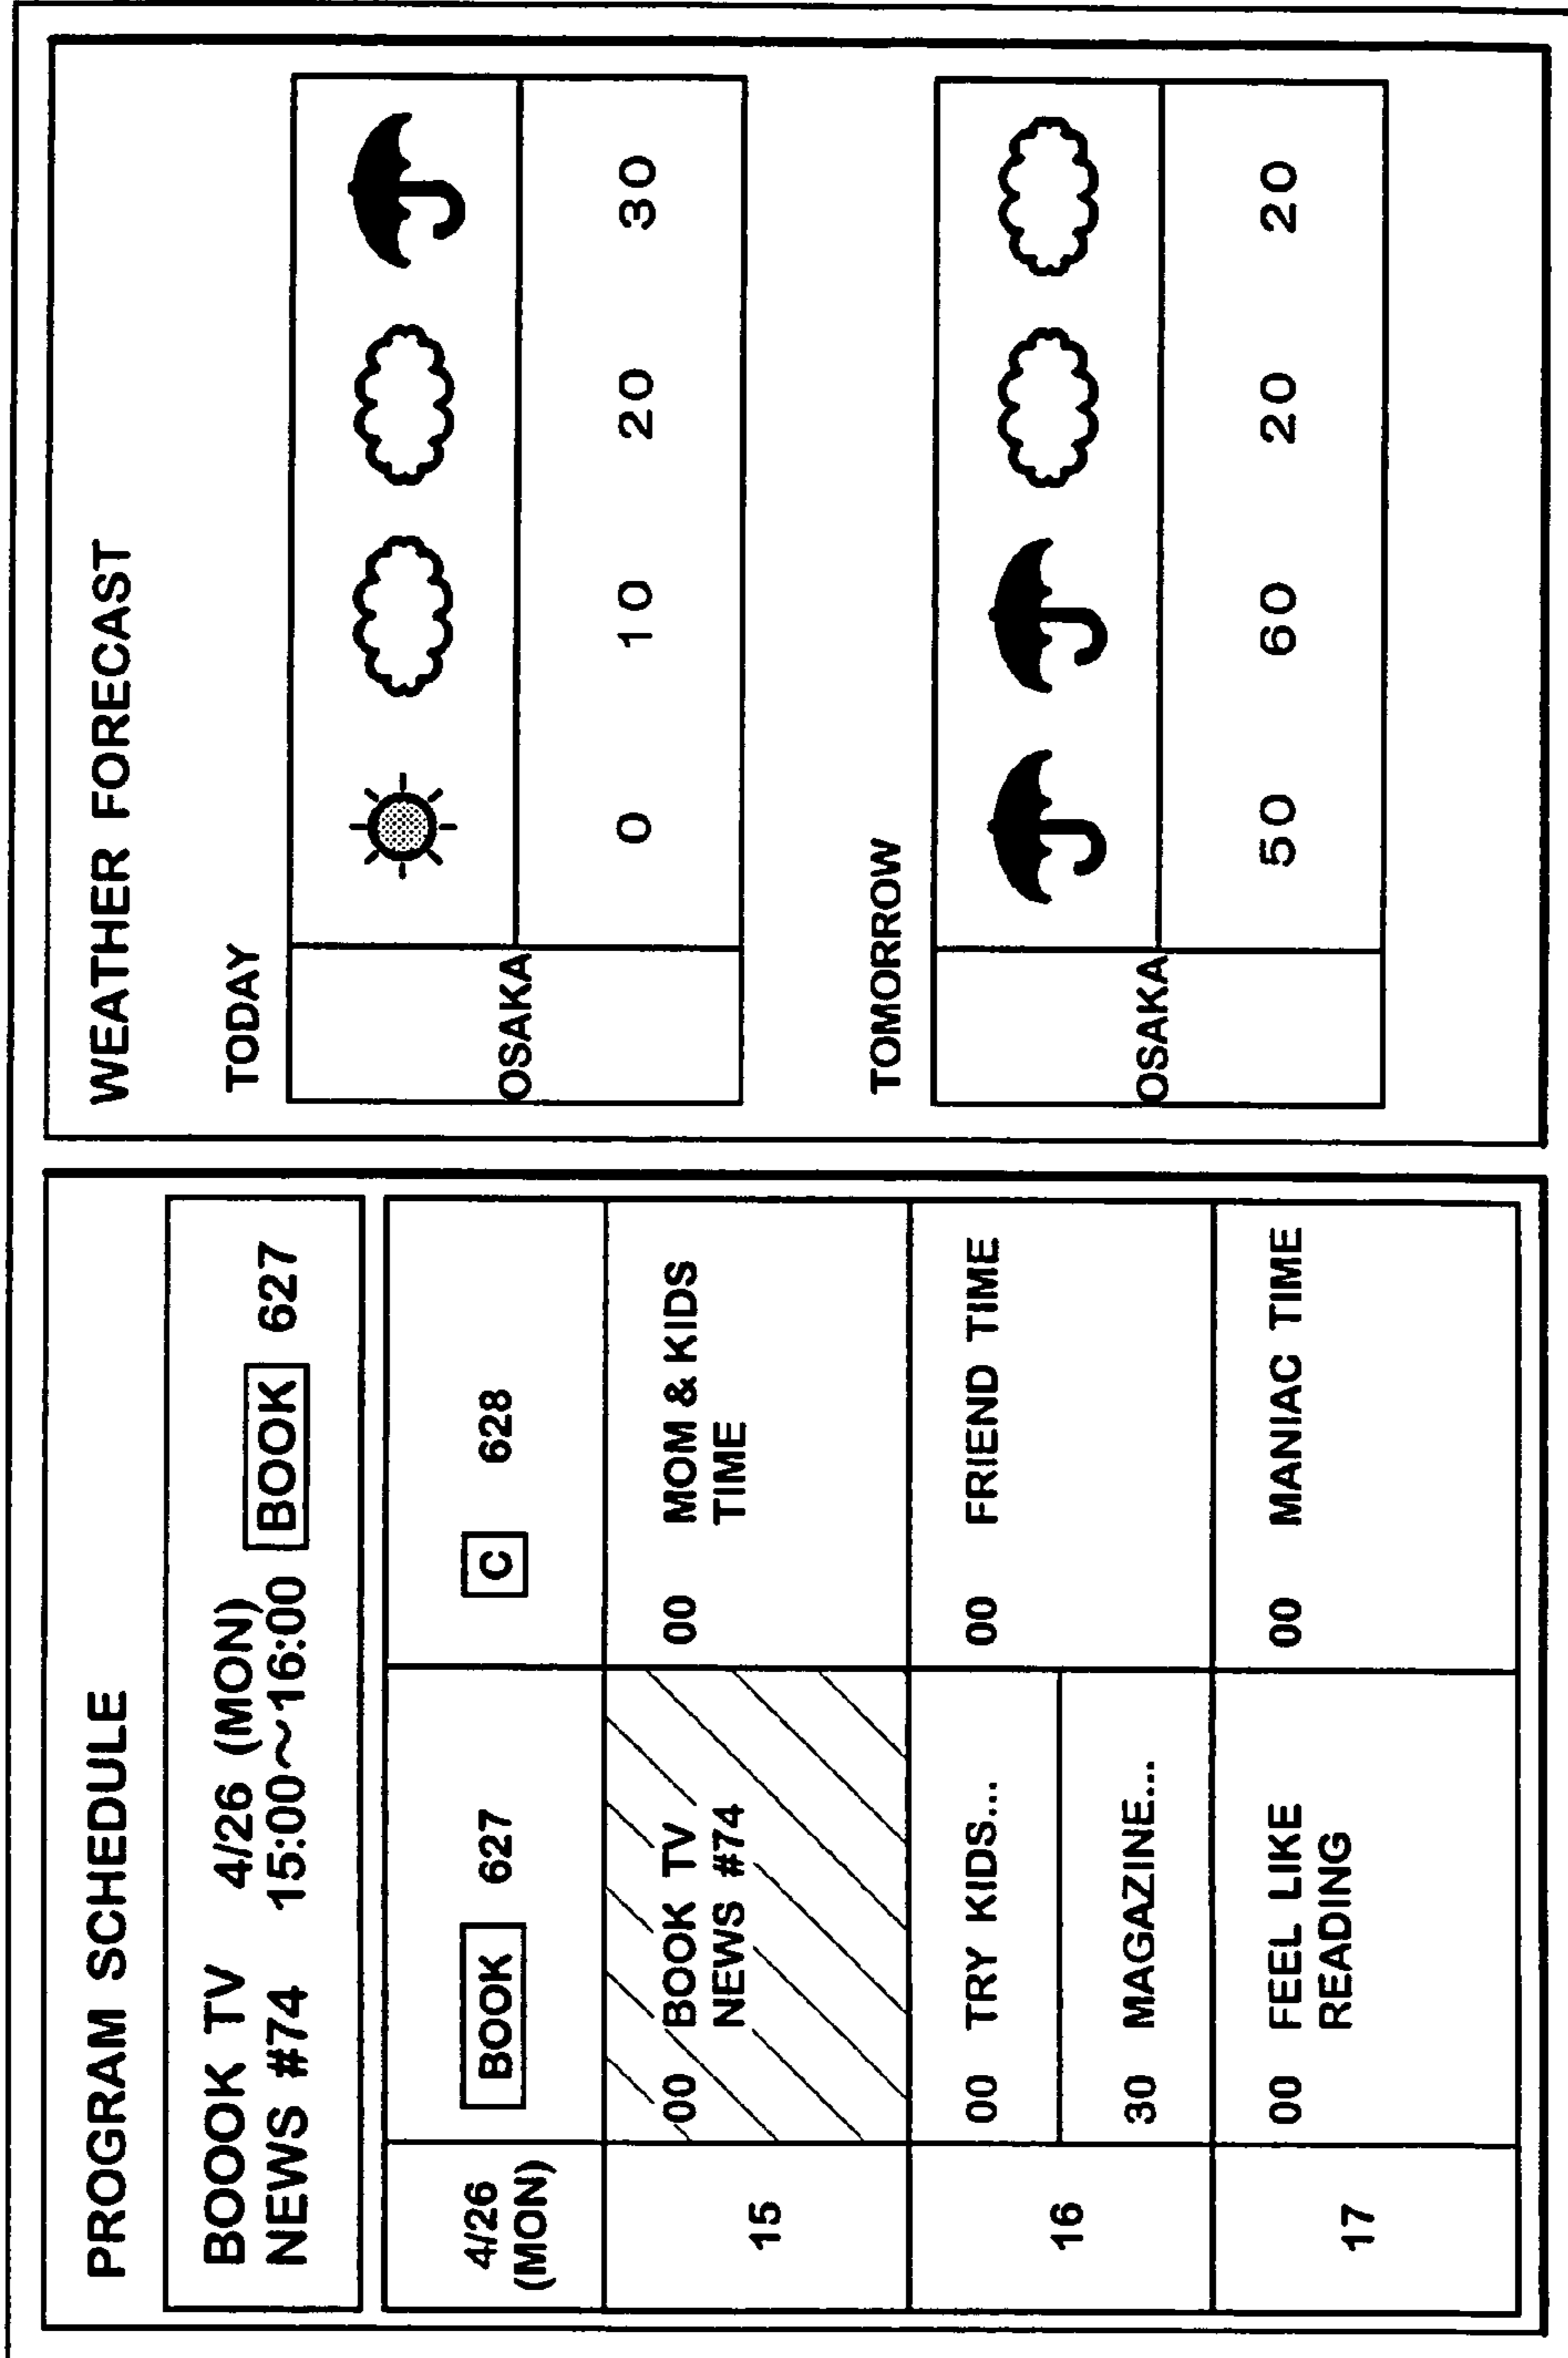 PROGRAM SCHEDULE
BOOK TV 4/26 (MON)
NEWS #74 15:00～16:00 BOOK 627
4/26 BOOK 627 C 628
(MON)
15 00 BOOK TV 00 MOM & KIDS
NEWS #74 TIME
16 00 TRY KIDS... 00 FRIEND TIME
30 MAGAZINE...
17 00 FEEL LIKE 00 MANIAC TIME
READING
WEATHER FORECAST
TODAY
OSAKA
0 10 20 30
TOMORROW
OSAKA
50 60 20 20